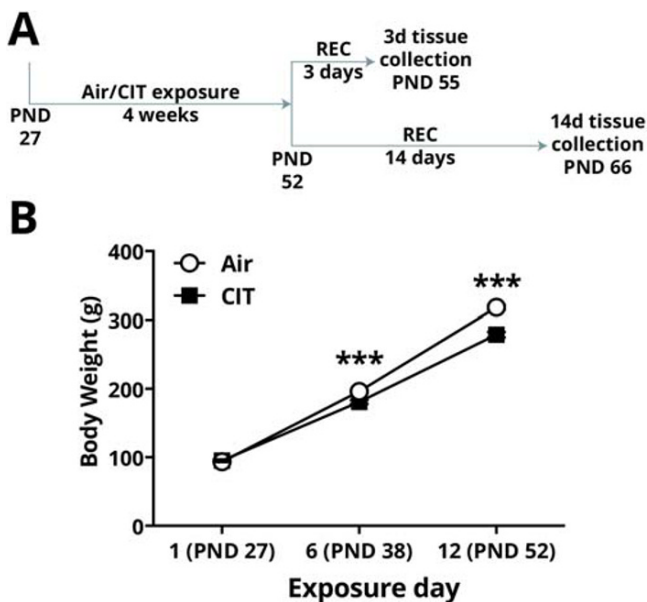 A
Air/CIT exposure
4 weeks
PND
27
REC
3 days
3d tissue
collection
PND 55
PND
52
REC
14 days
14d tissue
collection
PND 66
B
400
300
200
100
0
Body Weight (g)
Air
CIT
***
***
1 (PND 27) 6 (PND 38) 12 (PND 52)
Exposure day